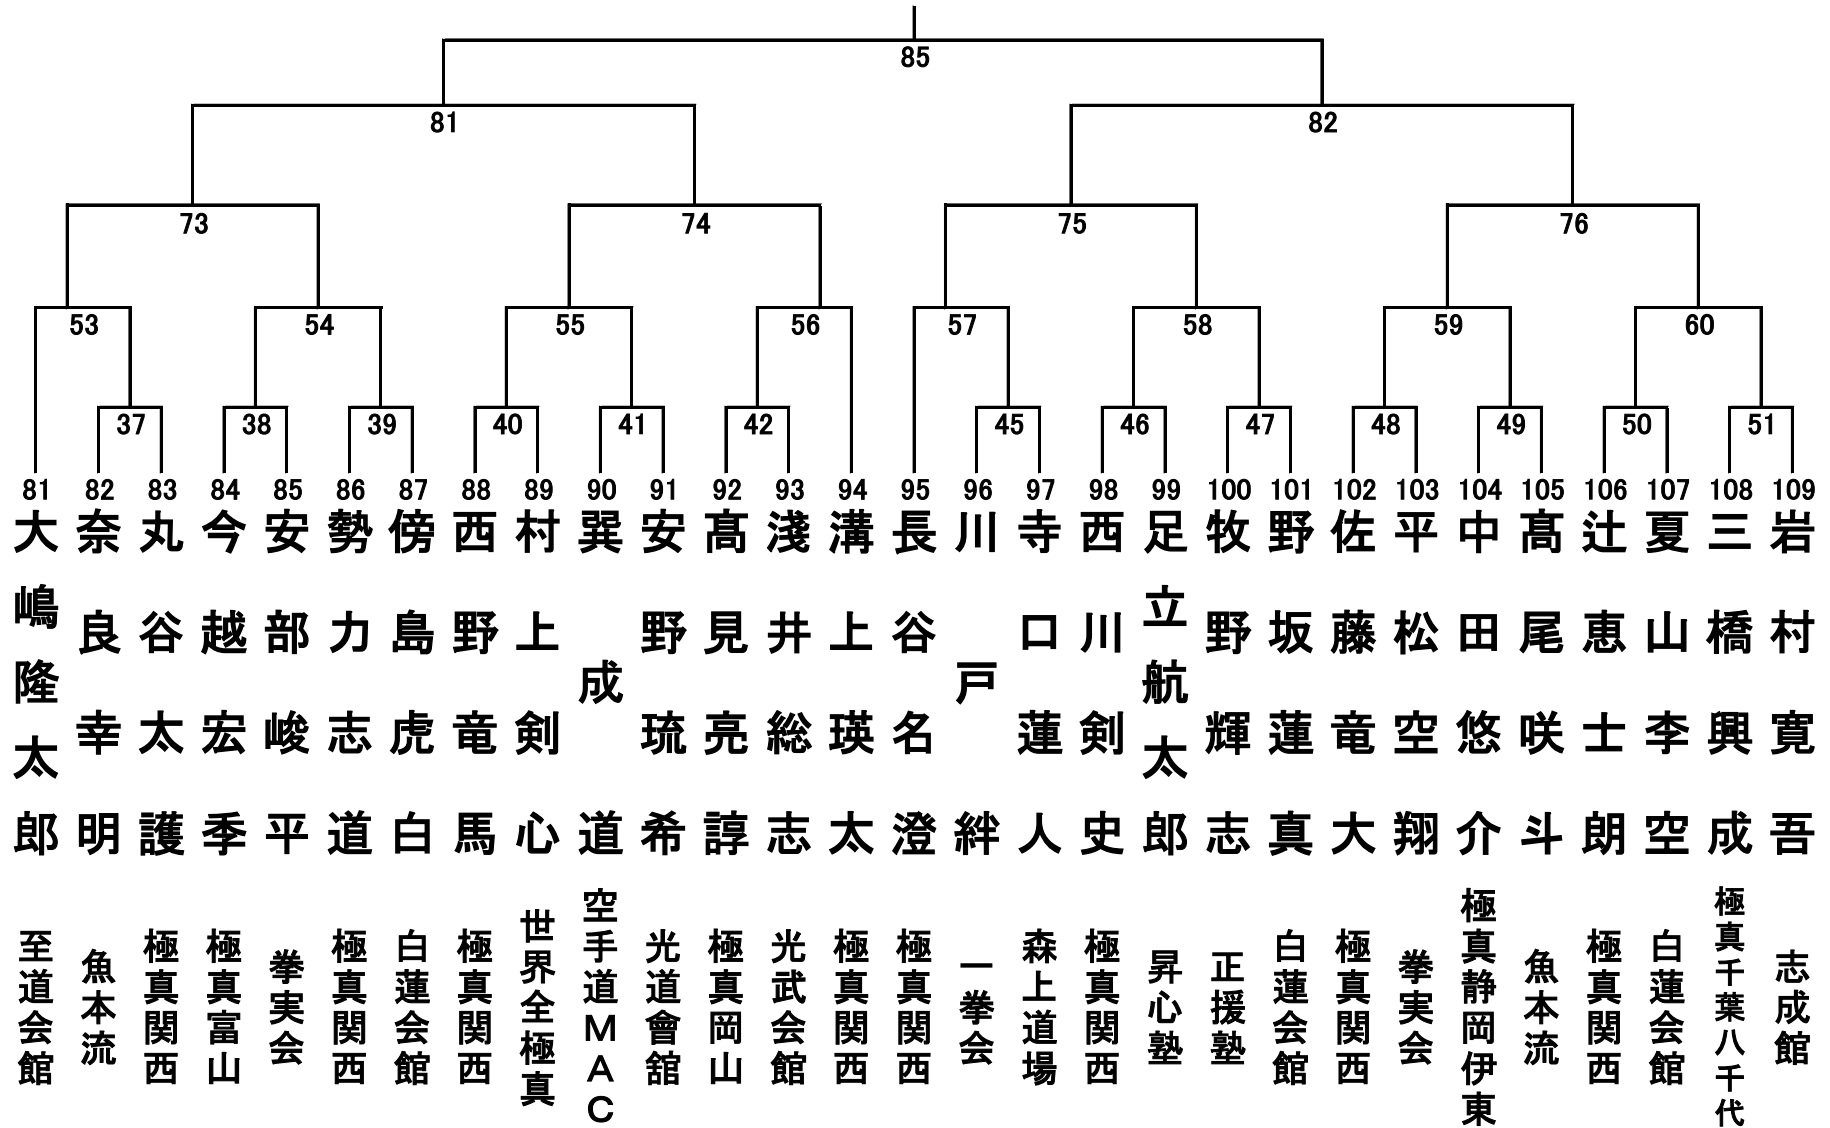 85
81 82
73 74 75 76
53 54 55 56 57 58 59 60
37 38 39 40 41 42 45 46 47 48 49 50 51
81 大嶋隆太郎 至道会館
82 奈良幸明 魚本流
83 丸谷太護 極真関西
84 今越宏季 極真富山
85 安部峻平 拳実会
86 勢力志道 極真関西
87 傍島虎白 白蓮会館
88 西野竜馬 極真関西
89 村上剣心 世界全極真
90 巽成道 空手道ＭＡＣ
91 安野琉希 光道會舘
92 髙見亮諄 極真岡山
93 淺井総志 光武会館
94 溝上瑛太 極真関西
95 長谷名澄 極真関西
96 川戸絆 一拳会
97 寺口蓮人 森上道場
98 西川剣史 極真関西
99 足立航太郎 昇心塾
100 牧野輝志 正援塾
101 野坂蓮真 白蓮会館
102 佐藤竜大 極真関西
103 平松空翔 拳実会
104 中田悠介 極真静岡伊東
105 髙尾咲斗 魚本流
106 辻恵士朗 極真関西
107 夏山李空 白蓮会館
108 三橋興成 極真千葉八千代
109 岩村寛吾 志成館